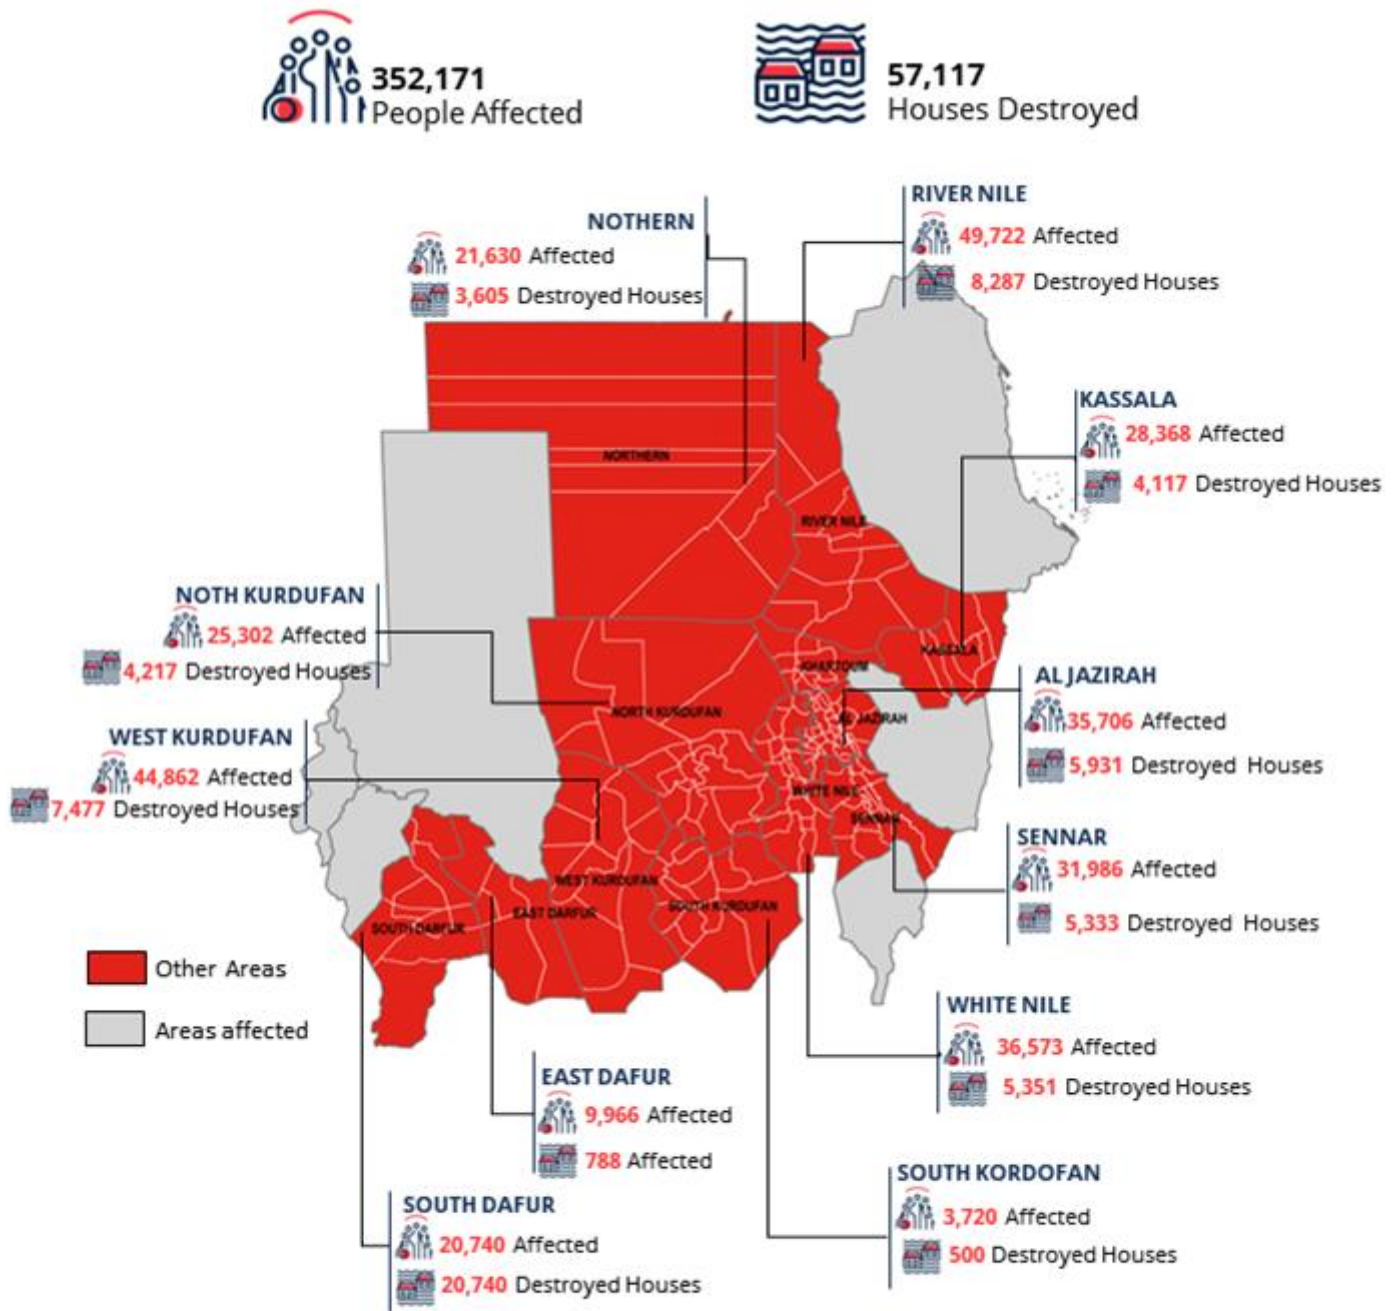 352,171
People Affected
57,117
Houses Destroyed
NOTHERN
21,630 Affected
3,605 Destroyed Houses
RIVER NILE
49,722 Affected
8,287 Destroyed Houses
KASSALA
28,368 Affected
4,117 Destroyed Houses
NORTHERN
RIVER NILE
NOTH KURDUFAN
25,302 Affected
4,217 Destroyed Houses
KASSALA
KHARTOUM
AL JAZIRAH
35,706 Affected
5,931 Destroyed Houses
NORTH KURDUFAN
AL JAZIRAH
WEST KURDUFAN
44,862 Affected
7,477 Destroyed Houses
WHITE NILE
SENNAR
SENNAR
31,986 Affected
5,333 Destroyed Houses
WEST KURDUFAN
SOUTH KURDUFAN
EAST DARFUR
SOUTH DARFUR
Other Areas
Areas affected
WHITE NILE
36,573 Affected
5,351 Destroyed Houses
EAST DAFUR
9,966 Affected
788 Affected
SOUTH KORDOFAN
3,720 Affected
500 Destroyed Houses
SOUTH DAFUR
20,740 Affected
20,740 Destroyed Houses